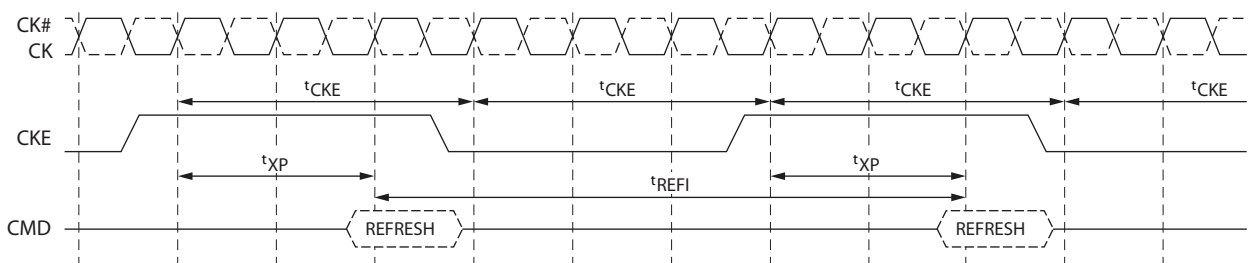 CK#
CK
tCKE tCKE tCKE tCKE
CKE
tXP tXP
tREFI
CMD REFRESH REFRESH